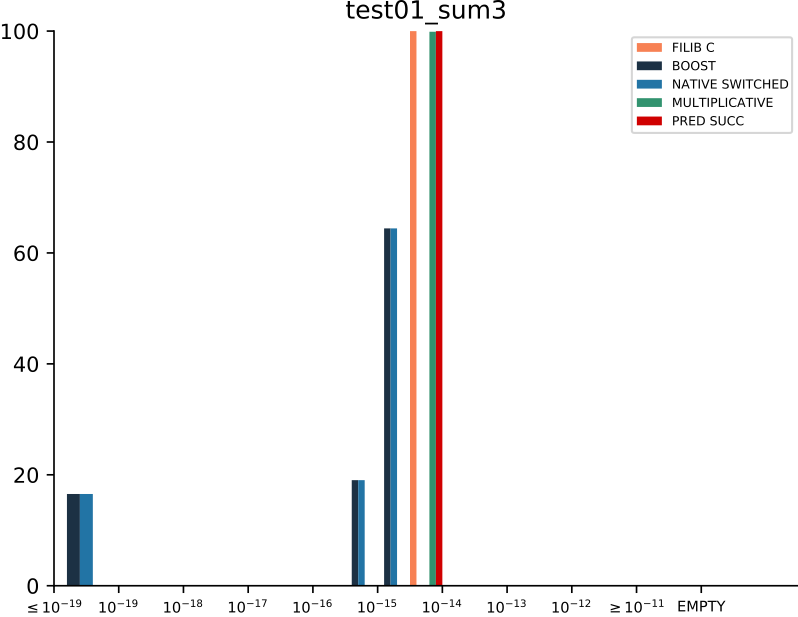 test01_sum3
100
80
60
40
20
0
FILIB C
BOOST
NATIVE SWITCHED
MULTIPLICATIVE
PRED SUCC
≤ 10⁻¹⁹ 10⁻¹⁹ 10⁻¹⁸ 10⁻¹⁷ 10⁻¹⁶ 10⁻¹⁵ 10⁻¹⁴ 10⁻¹³ 10⁻¹² ≥ 10⁻¹¹ EMPTY